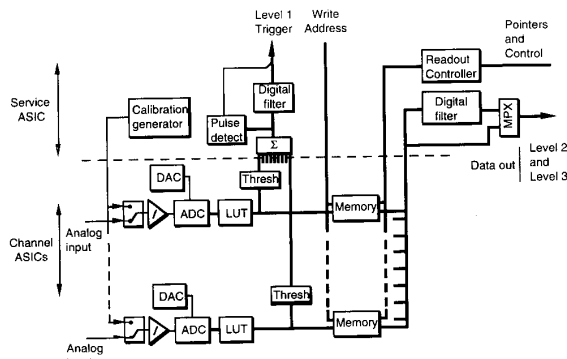 Level 1
Trigger
Write
Address
Pointers
and
Control
Readout
Controller
Service
ASIC
Calibration
generator
Digital
filter
Pulse
detect
Digital
filter
MPX
Σ
Data out
Level 2
and
Level 3
Thresh
DAC
Analog
input
ADC
LUT
Memory
Channel
ASICs
Thresh
DAC
ADC
LUT
Memory
Analog